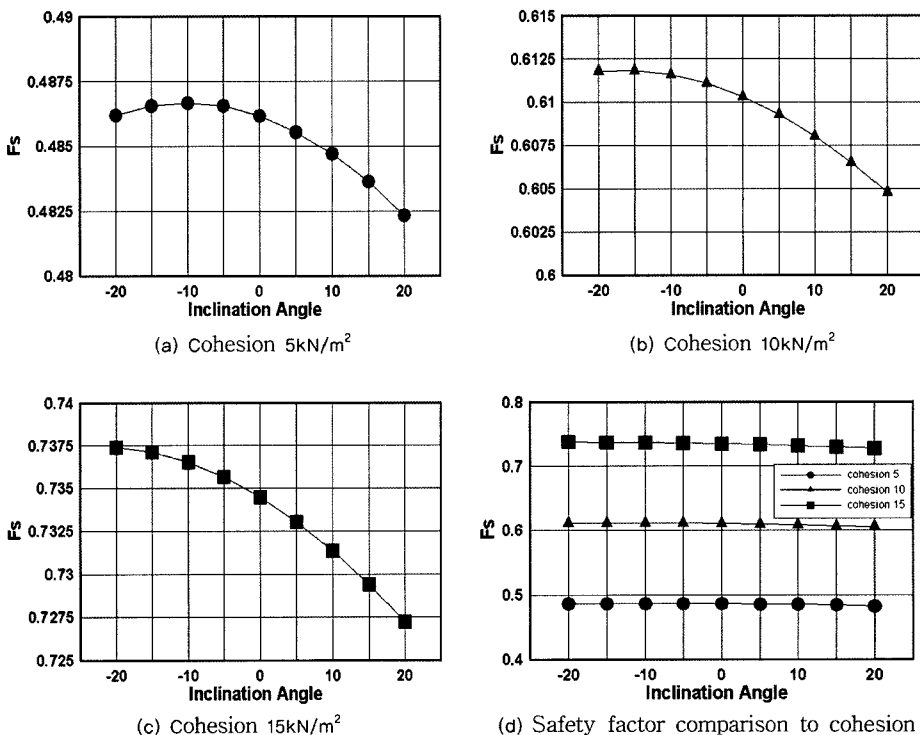 0.49
0.4875
0.485
0.4825
0.48
Fs
-20 -10 0 10 20
Inclination Angle
(a) Cohesion 5kN/m²
0.615
0.6125
0.61
0.6075
0.605
0.6025
0.6
Fs
-20 -10 0 10 20
Inclination Angle
(b) Cohesion 10kN/m²
0.74
0.7375
0.735
0.7325
0.73
0.7275
0.725
Fs
-20 -10 0 10 20
Inclination Angle
(c) Cohesion 15kN/m²
0.8
0.7
0.6
0.5
0.4
Fs
cohesion 5
cohesion 10
cohesion 15
-20 -10 0 10 20
Inclination Angle
(d) Safety factor comparison to cohesion